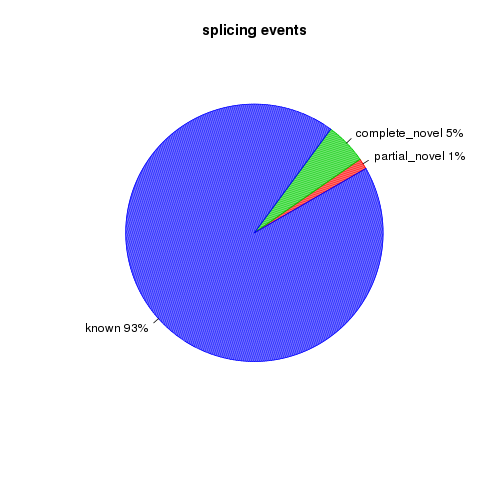 splicing events
complete_novel 5%
partial_novel 1%
known 93%